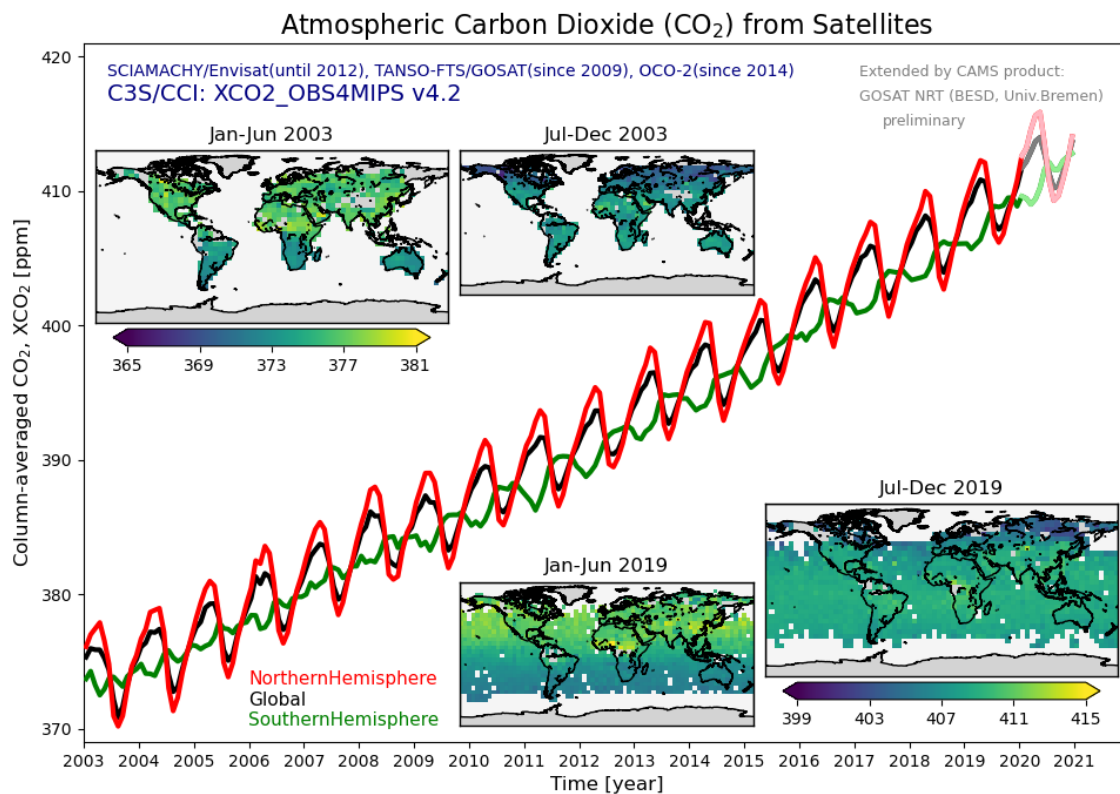 Atmospheric Carbon Dioxide (CO₂) from Satellites
SCIAMACHY/Envisat(until 2012), TANSO-FTS/GOSAT(since 2009), OCO-2(since 2014)
C3S/CCI: XCO2_OBS4MIPS v4.2
Extended by CAMS product:
GOSAT NRT (BESD, Univ.Bremen)
preliminary
Jan-Jun 2003
Jul-Dec 2003
365 369 373 377 381
Column-averaged CO₂, XCO₂ [ppm]
420
410
400
390
380
370
Jul-Dec 2019
Jan-Jun 2019
399 403 407 411 415
NorthernHemisphere
Global
SouthernHemisphere
2003 2004 2005 2006 2007 2008 2009 2010 2011 2012 2013 2014 2015 2016 2017 2018 2019 2020 2021
Time [year]